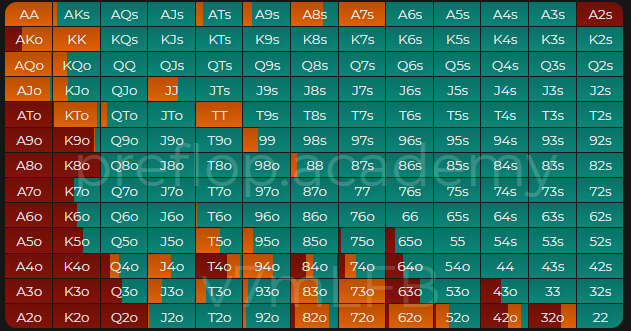 AA AKs AQs AJs ATs A9s A8s A7s A6s A5s A4s A3s A2s
AKo KK KQs KJs KTs K9s K8s K7s K6s K5s K4s K3s K2s
AQo KQo QQ QJs QTs Q9s Q8s Q7s Q6s Q5s Q4s Q3s Q2s
AJo KJo QJo JJ JTs J9s J8s J7s J6s J5s J4s J3s J2s
ATo KTo QTo JTo TT T9s T8s T7s T6s T5s T4s T3s T2s
A9o K9o Q9o J9o T9o 99 98s 97s 96s 95s 94s 93s 92s
A8o K8o Q8o J8o T8o 98o 88 87s 86s 85s 84s 83s 82s
preflop.academy
A7o K7o Q7o J7o T7o 97o 87o 77 76s 75s 74s 73s 72s
A6o K6o Q6o J6o T6o 96o 86o 76o 66 65s 64s 63s 62s
A5o K5o Q5o J5o T5o 95o 85o 75o 65o 55 54s 53s 52s
A4o K4o Q4o J4o T4o 94o 84o 74o 64o 54o 44 43s 42s
A3o K3o Q3o J3o T3o 93o 83o 73o 63o 53o 43o 33 32s
A2o K2o Q2o J2o T2o 92o 82o 72o 62o 52o 42o 32o 22